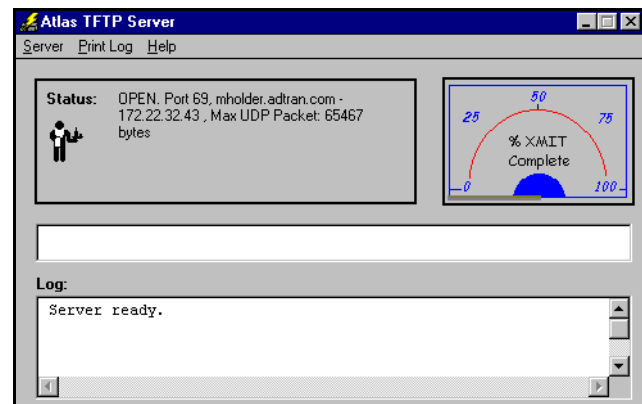 Atlas TFTP Server
Server Print Log Help
Status: OPEN. Port 69, mholder.adtran.com -
172.22.32.43 , Max UDP Packet: 65467
bytes
50
25 75
% XMIT
Complete
0 100
Log:
Server ready.